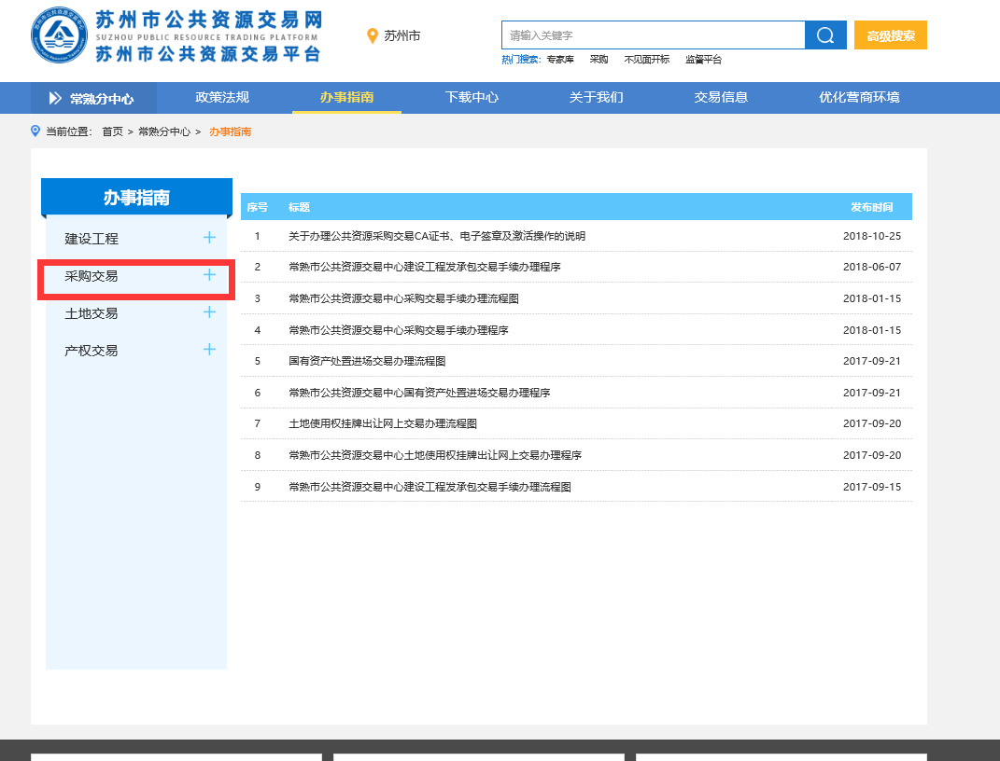 苏州市公共资源交易网
SUZHOU PUBLIC RESOURCE TRADING PLATFORM
苏州市公共资源交易平台
苏州市
请输入关键字
高级搜索
热门搜索: 专家库 采购 不见面开标 监督平台
常熟分中心 政策法规 办事指南 下载中心 关于我们 交易信息 优化营商环境
当前位置: 首页 > 常熟分中心 > 办事指南
办事指南
建设工程 +
采购交易 +
土地交易 +
产权交易 +
序号 标题 发布时间
1 关于办理公共资源采购交易CA证书、电子签章及激活操作的说明 2018-10-25
2 常熟市公共资源交易中心建设工程发承包交易手续办理程序 2018-06-07
3 常熟市公共资源交易中心采购交易手续办理流程图 2018-01-15
4 常熟市公共资源交易中心采购交易手续办理程序 2018-01-15
5 国有资产处置进场交易办理流程图 2017-09-21
6 常熟市公共资源交易中心国有资产处置进场交易办理程序 2017-09-21
7 土地使用权挂牌出让网上交易办理流程图 2017-09-20
8 常熟市公共资源交易中心土地使用权挂牌出让网上交易办理程序 2017-09-20
9 常熟市公共资源交易中心建设工程发承包交易手续办理流程图 2017-09-15